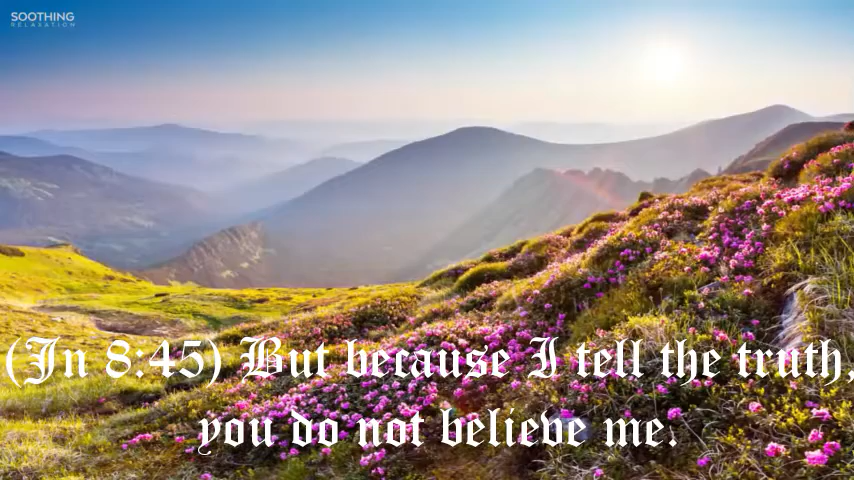 SOOTHING
RELAXATION
(Jn 8:45) But because I tell the truth,
you do not believe me.